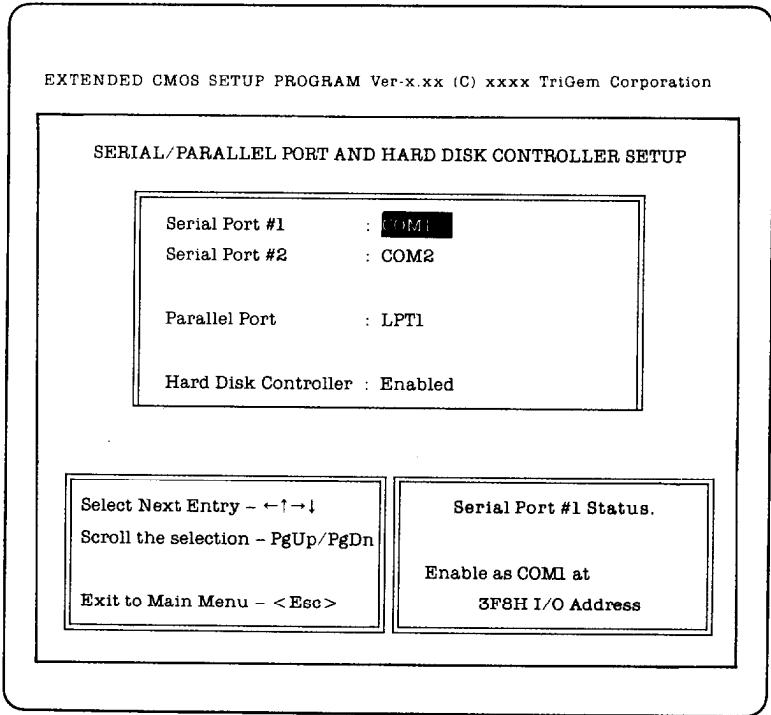 EXTENDED CMOS SETUP PROGRAM Ver-x.xx (C) xxxx TriGem Corporation
SERIAL/PARALLEL PORT AND HARD DISK CONTROLLER SETUP
Serial Port #1 : COM1
Serial Port #2 : COM2
Parallel Port : LPT1
Hard Disk Controller : Enabled
Select Next Entry – ←↑→↓
Scroll the selection – PgUp/PgDn
Exit to Main Menu – <Esc>
Serial Port #1 Status.
Enable as COM1 at
3F8H I/O Address